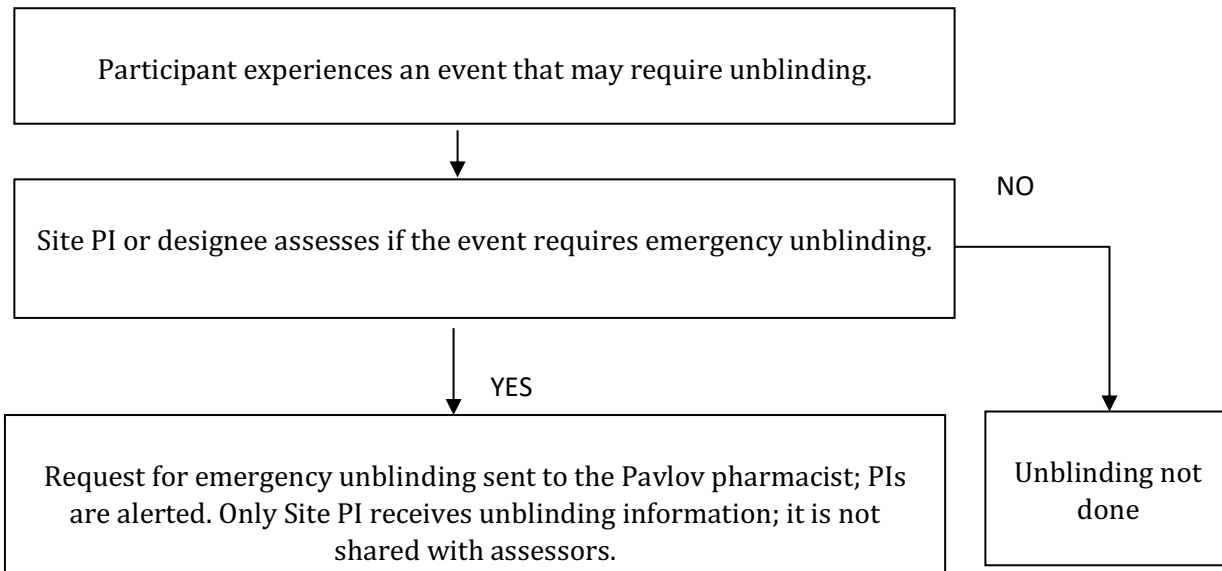 Participant experiences an event that may require unblinding.
NO
Site PI or designee assesses if the event requires emergency unblinding.
YES
Request for emergency unblinding sent to the Pavlov pharmacist; PIs
are alerted. Only Site PI receives unblinding information; it is not
shared with assessors.
Unblinding not
done